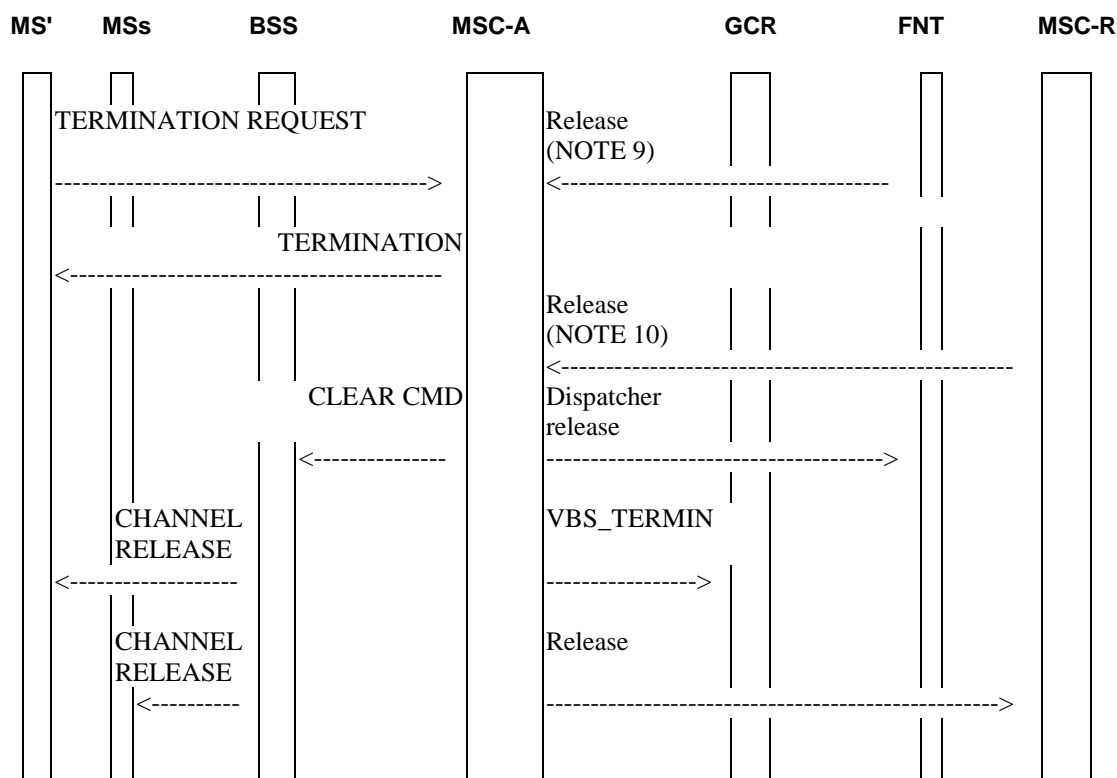 MS' MSs BSS MSC-A GCR FNT MSC-R
TERMINATION REQUEST Release
(NOTE 9)
------------------------------------------> <--------------------------------------
TERMINATION
<------------------------------------------
Release
(NOTE 10)
<----------------------------------------------------
CLEAR CMD Dispatcher
release
<--------------- --------------------------------------->
CHANNEL VBS_TERMIN
RELEASE
<------------------- ----------------->
CHANNEL Release
RELEASE
<---------- ---------------------------------------------------->